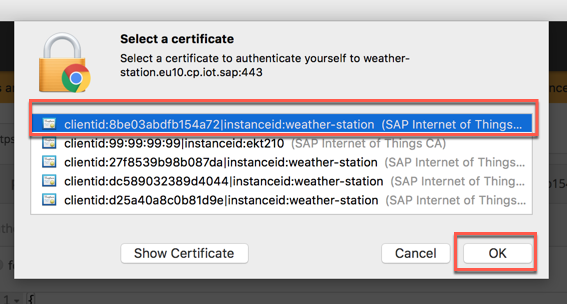 Select a certificate
Select a certificate to authenticate yourself to weather-
station.eu10.cp.iot.sap:443
clientid:8be03abdfb154a72|instanceid:weather-station (SAP Internet of Things...
clientid:99:99:99:99|instanceid:ekt210 (SAP Internet of Things CA)
clientid:27f8539b98b087da|instanceid:weather-station (SAP Internet of Things...
clientid:dc589032389d4044|instanceid:weather-station (SAP Internet of Things...
clientid:d25a40a8c0b81d9e|instanceid:weather-station (SAP Internet of Things...
Show Certificate Cancel OK
1 {